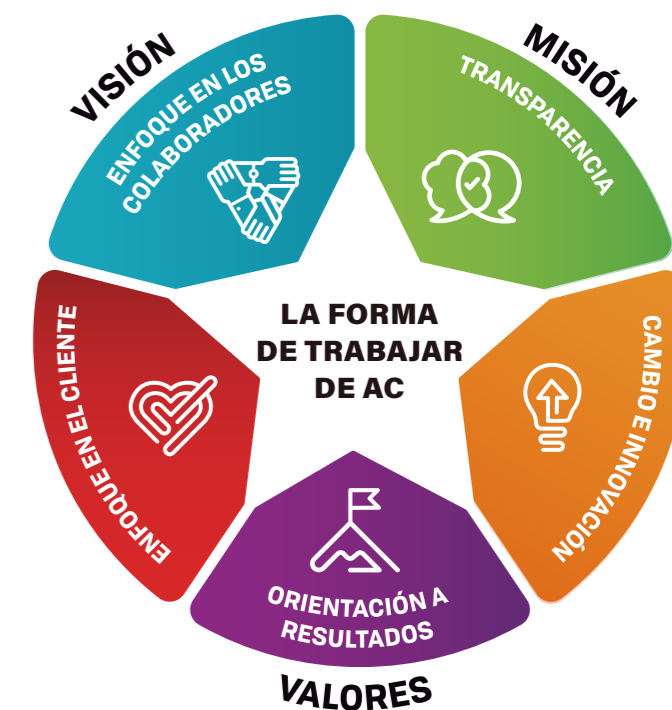 VISIÓN
MISIÓN
ENFOQUE EN LOS
COLABORADORES
TRANSPARENCIA
LA FORMA
DE TRABAJAR
DE AC
ENFOQUE EN EL CLIENTE
CAMBIO E INNOVACIÓN
ORIENTACIÓN A
RESULTADOS
VALORES